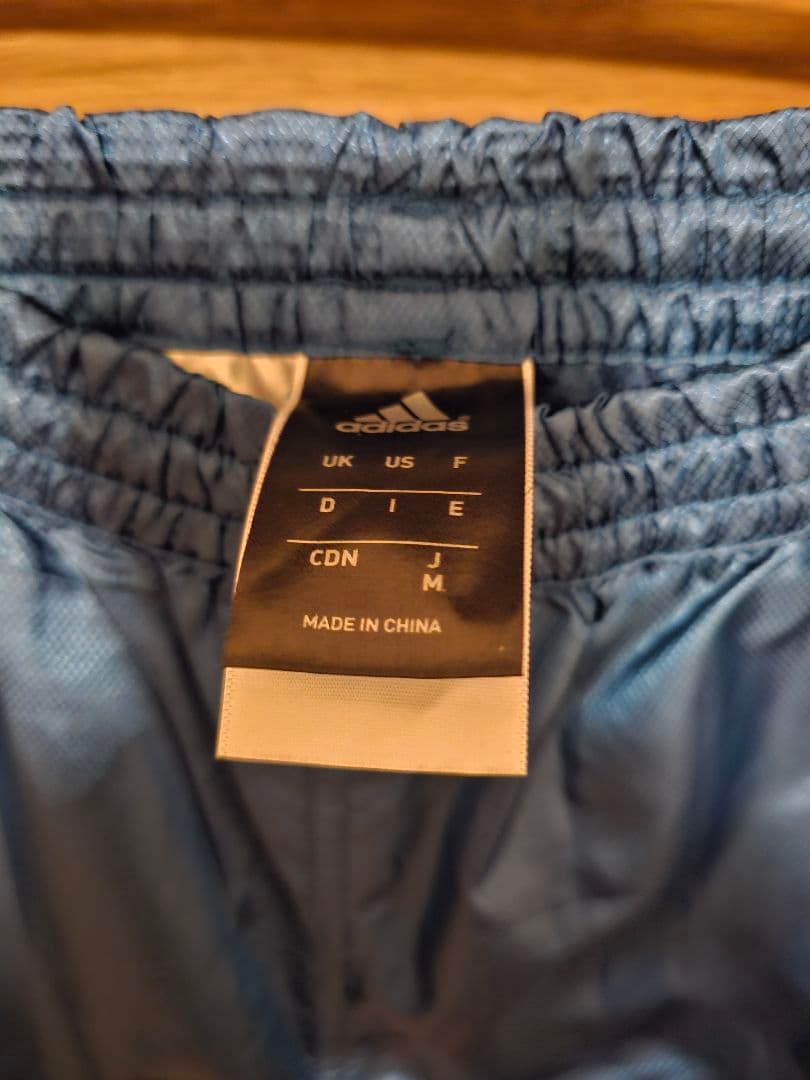 adidas
UK US F
D I E
CDN J
M
MADE IN CHINA